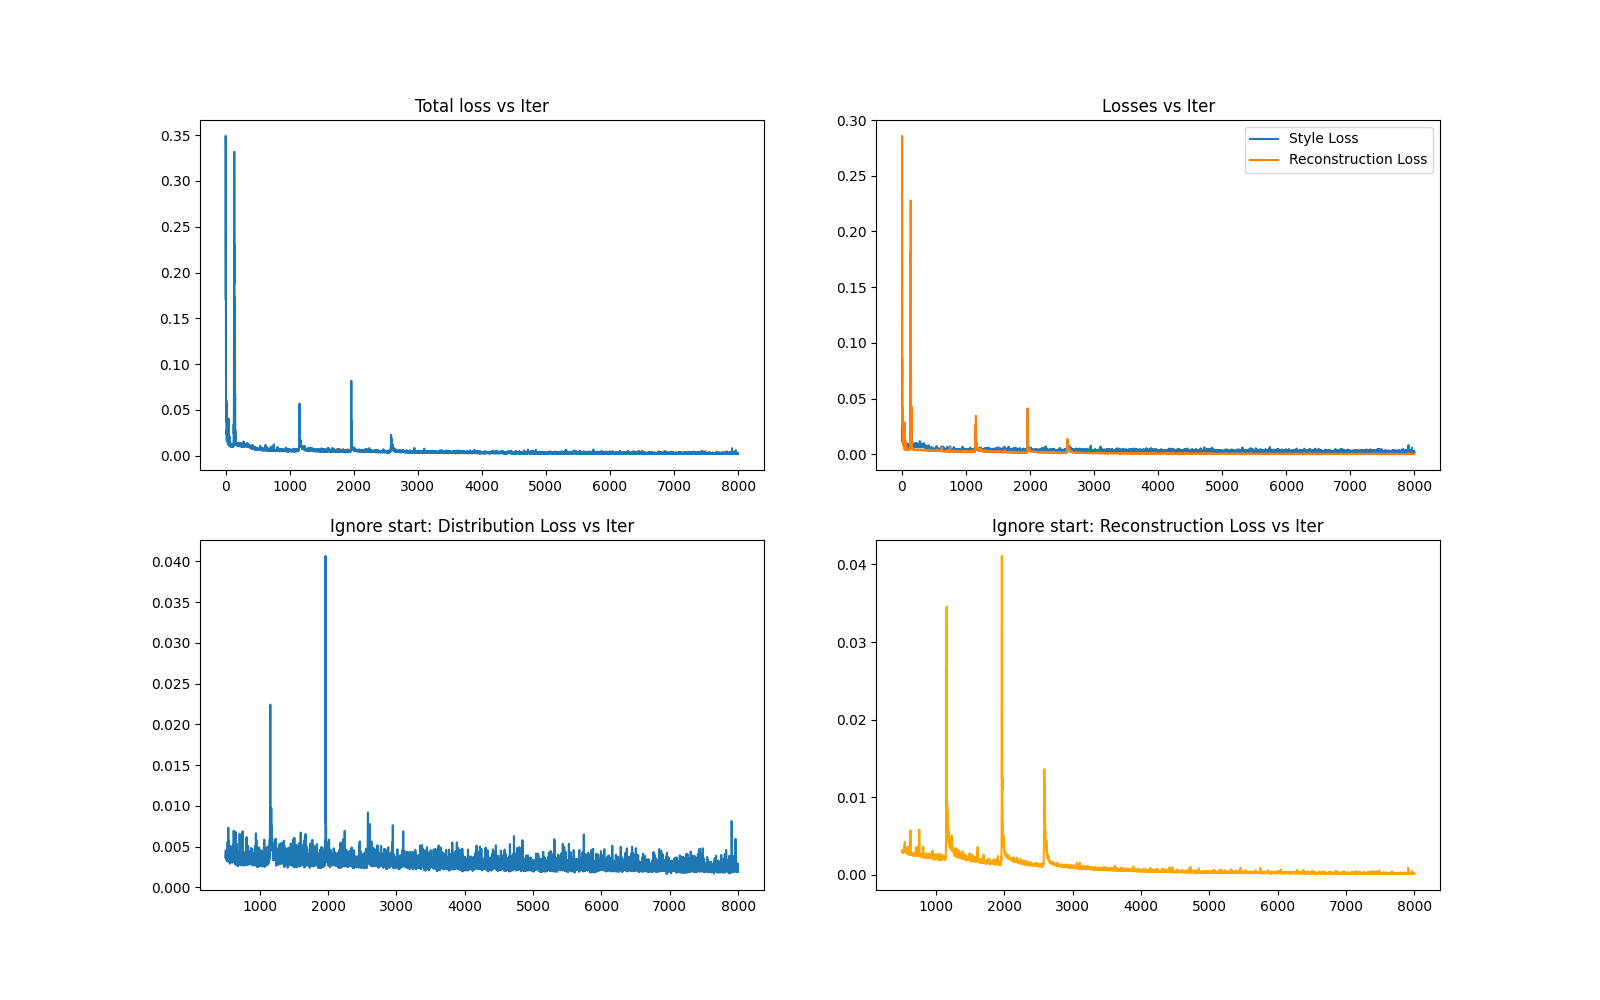 Total loss vs Iter
0.35
0.30
0.25
0.20
0.15
0.10
0.05
0.00
0 1000 2000 3000 4000 5000 6000 7000 8000
Losses vs Iter
Style Loss
Reconstruction Loss
0.30
0.25
0.20
0.15
0.10
0.05
0.00
0 1000 2000 3000 4000 5000 6000 7000 8000
Ignore start: Distribution Loss vs Iter
0.040
0.035
0.030
0.025
0.020
0.015
0.010
0.005
0.000
1000 2000 3000 4000 5000 6000 7000 8000
Ignore start: Reconstruction Loss vs Iter
0.04
0.03
0.02
0.01
0.00
1000 2000 3000 4000 5000 6000 7000 8000